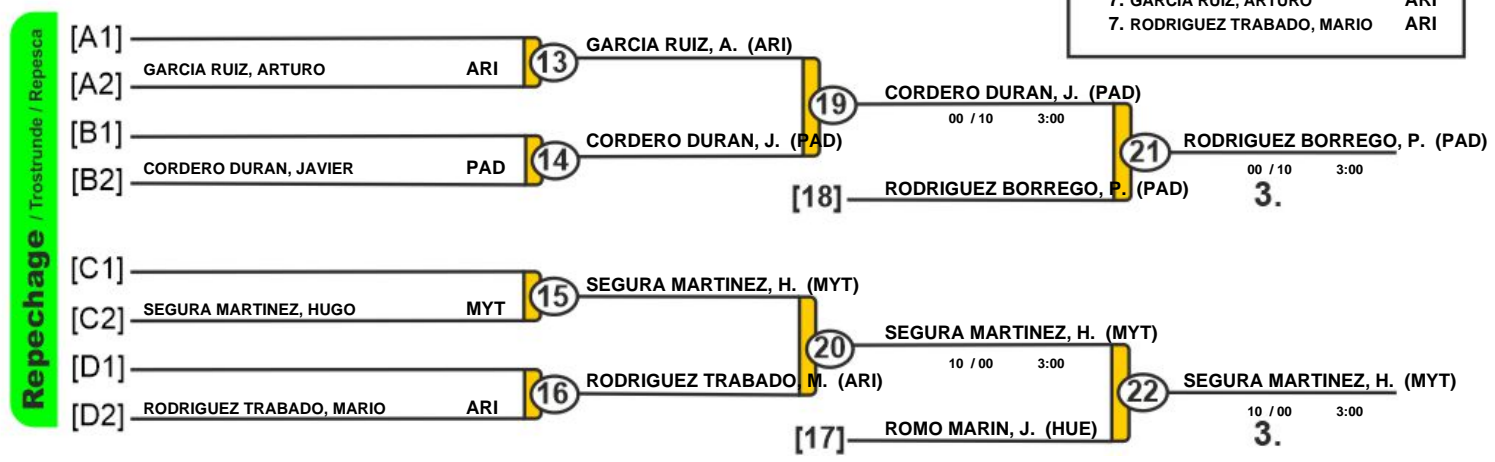 7. GARCIA RUIZ, ARTURO ARI
7. RODRIGUEZ TRABADO, MARIO ARI
Repechage / Trostrunde / Repesca
[A1]
GARCIA RUIZ, ARTURO ARI
[A2]
13
GARCIA RUIZ, A. (ARI)
[B1]
CORDERO DURAN, JAVIER PAD
[B2]
14
CORDERO DURAN, J. (PAD)
19
CORDERO DURAN, J. (PAD)
00 / 10 3:00
[18]
RODRIGUEZ BORREGO, P. (PAD)
21
RODRIGUEZ BORREGO, P. (PAD)
00 / 10 3:00
3.
[C1]
SEGURA MARTINEZ, HUGO MYT
[C2]
15
SEGURA MARTINEZ, H. (MYT)
[D1]
RODRIGUEZ TRABADO, MARIO ARI
[D2]
16
RODRIGUEZ TRABADO, M. (ARI)
20
SEGURA MARTINEZ, H. (MYT)
10 / 00 3:00
[17]
ROMO MARIN, J. (HUE)
22
SEGURA MARTINEZ, H. (MYT)
10 / 00 3:00
3.